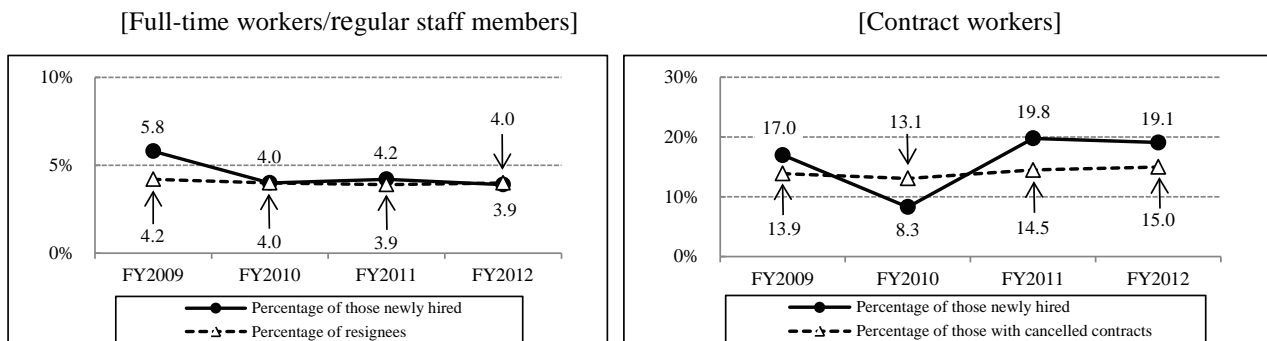 [Full-time workers/regular staff members]
10%
5%
0%
5.8
4.0
4.2
4.0
4.2
4.0
3.9
3.9
FY2009
FY2010
FY2011
FY2012
Percentage of those newly hired
Percentage of resignees
[Contract workers]
30%
20%
10%
0%
17.0
13.1
19.8
19.1
13.9
8.3
14.5
15.0
FY2009
FY2010
FY2011
FY2012
Percentage of those newly hired
Percentage of those with cancelled contracts